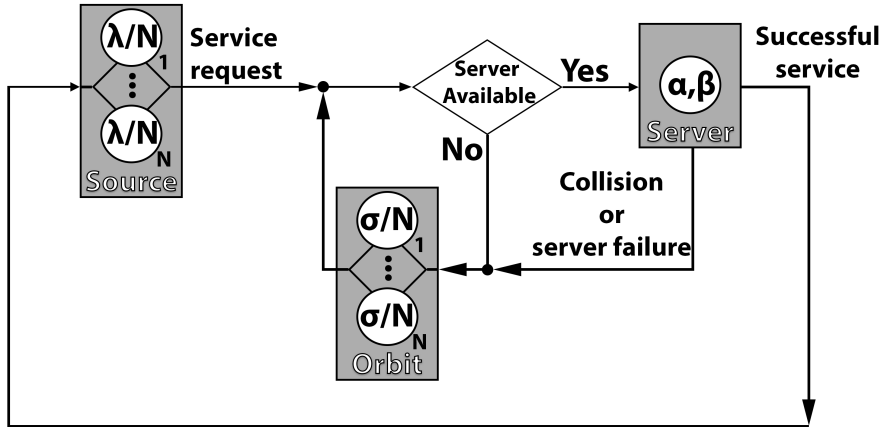 λ/N
1
λ/N
N
Source
Service
request
Server
Available
Yes
No
α,β
Server
Successful
service
Collision
or
server failure
σ/N
1
σ/N
N
Orbit